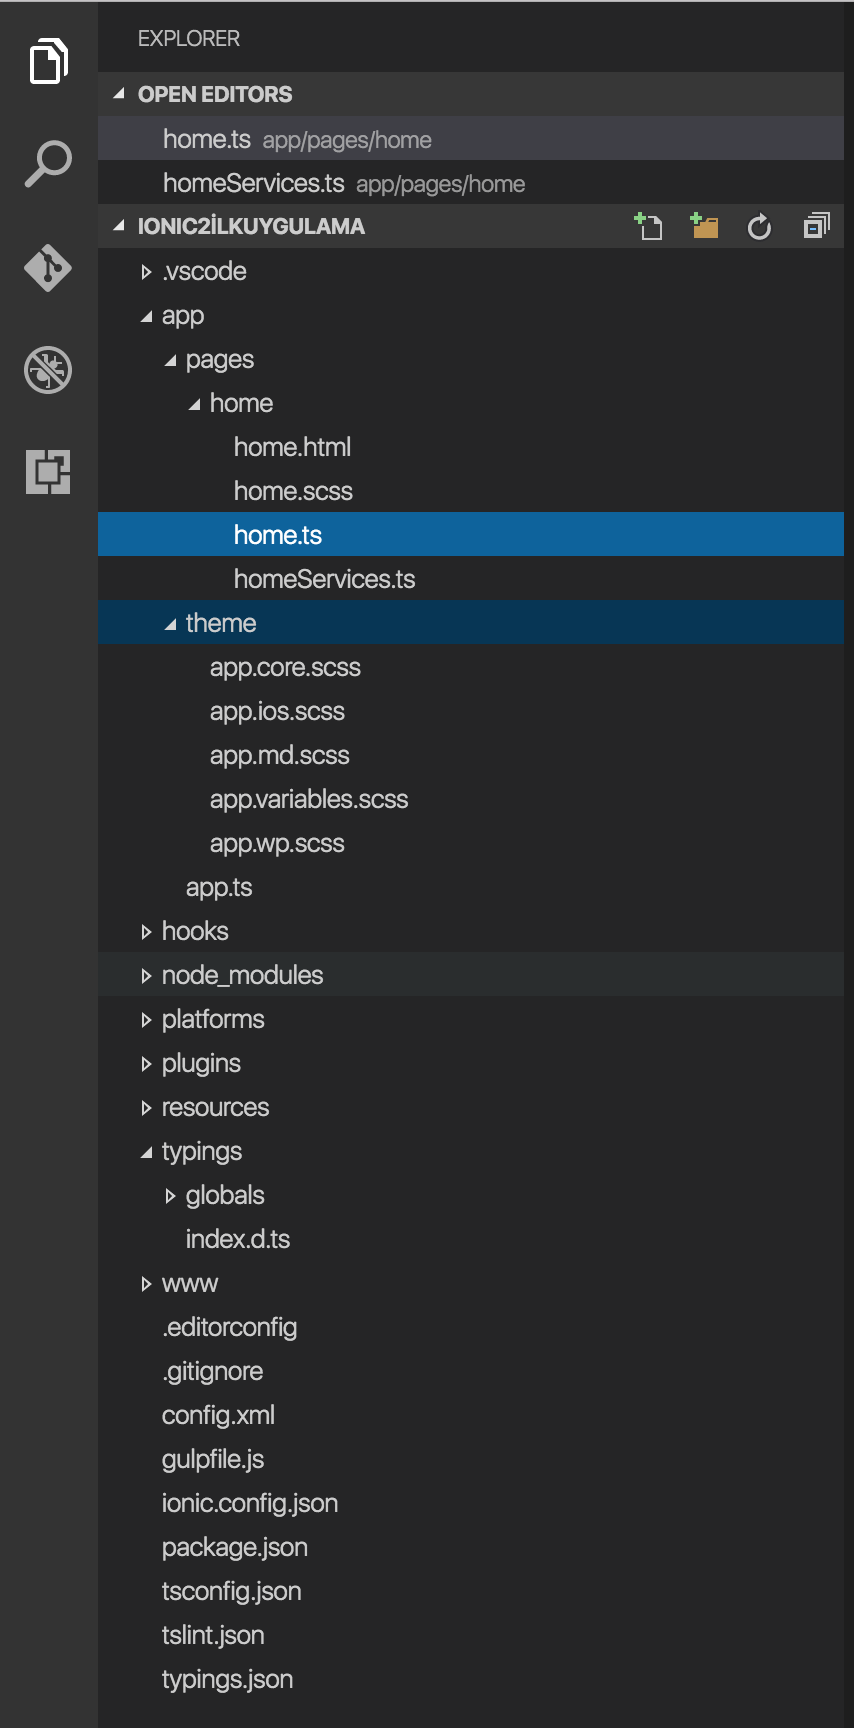 EXPLORER
OPEN EDITORS
home.ts app/pages/home
homeServices.ts app/pages/home
IONIC2İLKUYGULAMA
.vscode
app
pages
home
home.html
home.scss
home.ts
homeServices.ts
theme
app.core.scss
app.ios.scss
app.md.scss
app.variables.scss
app.wp.scss
app.ts
hooks
node_modules
platforms
plugins
resources
typings
globals
index.d.ts
www
.editorconfig
.gitignore
config.xml
gulpfile.js
ionic.config.json
package.json
tsconfig.json
tslint.json
typings.json